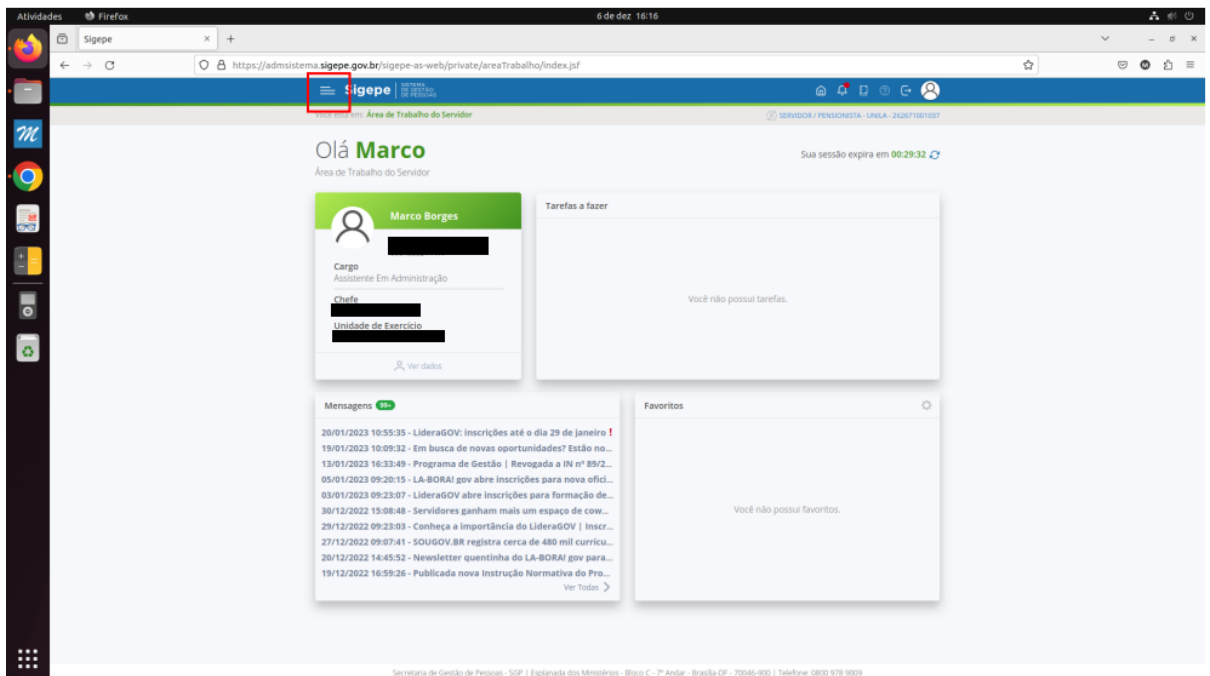 Atividades Firefox 6 de dez 16:16
Sigepe × +
https://admsistema.sigepe.gov.br/sigepe-as-web/private/areaTrabalho/index.jsf
Sigepe SISTEMA DE GESTÃO DE PESSOAS
Você está em: Área de Trabalho do Servidor SERVIDOR / PENSIONISTA - UNILA - 262671001037
Olá Marco
Sua sessão expira em 00:29:32
Área de Trabalho do Servidor
Marco Borges
Cargo
Assistente Em Administração
Chefe
Unidade de Exercício
Ver dados
Tarefas a fazer
Você não possui tarefas.
Mensagens 99+
20/01/2023 10:55:35 - LideraGOV: inscrições até o dia 29 de janeiro !
19/01/2023 10:09:32 - Em busca de novas oportunidades? Estão no...
13/01/2023 16:33:49 - Programa de Gestão | Revogada a IN nº 89/2...
05/01/2023 09:20:15 - LA-BORA! gov abre inscrições para nova ofici...
03/01/2023 09:23:07 - LideraGOV abre inscrições para formação de...
30/12/2022 15:08:48 - Servidores ganham mais um espaço de cow...
29/12/2022 09:23:03 - Conheça a importância do LideraGOV | Inscr...
27/12/2022 09:07:41 - SOUGOV.BR registra cerca de 480 mil currícu...
20/12/2022 14:45:52 - Newsletter quentinha do LA-BORA! gov para...
19/12/2022 16:59:26 - Publicada nova Instrução Normativa do Pro...
Ver Todas
Favoritos
Você não possui favoritos.
Secretaria de Gestão de Pessoas - SGP | Esplanada dos Ministérios - Bloco C - 7º Andar - Brasília-DF - 70046-900 | Telefone: 0800 978 9009